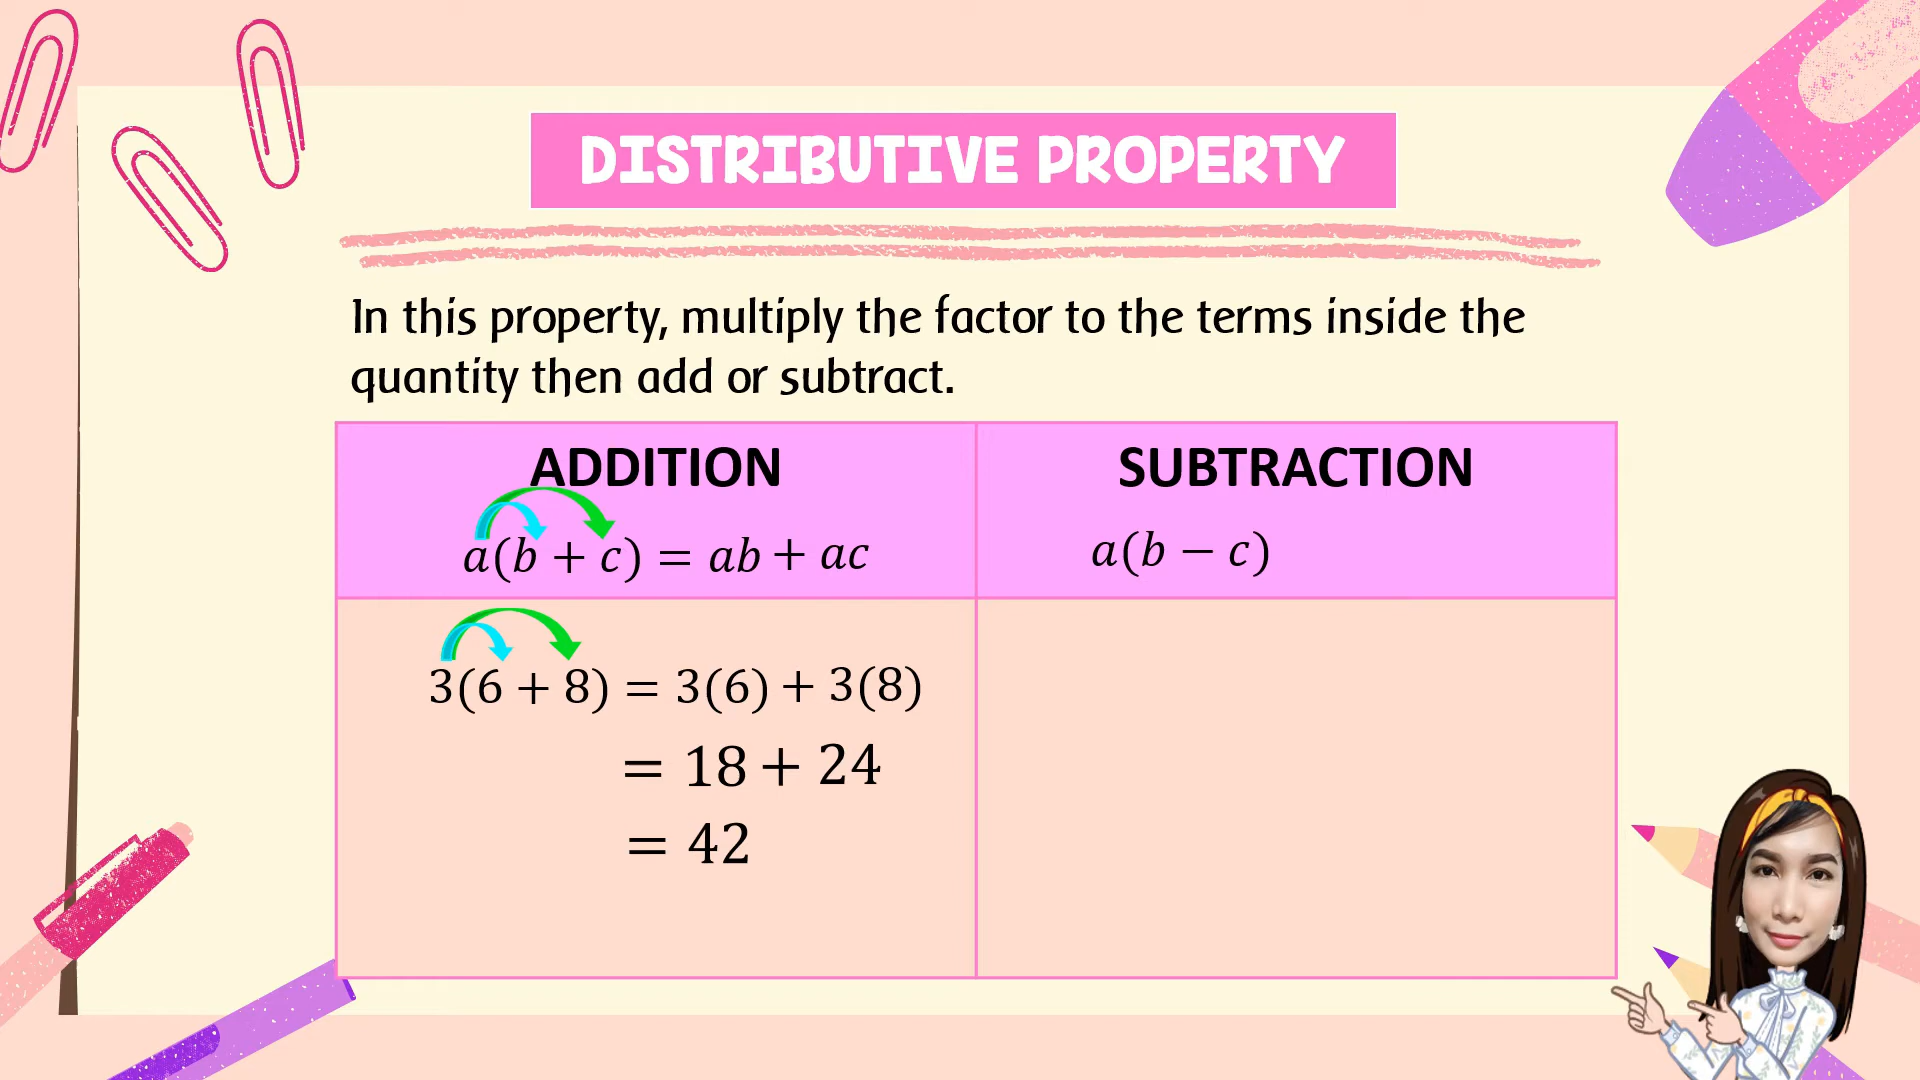 DISTRIBUTIVE PROPERTY
In this property, multiply the factor to the terms inside the
quantity then add or subtract.
ADDITION
a(b + c) = ab + ac
3(6 + 8) = 3(6) + 3(8)
= 18 + 24
= 42
SUBTRACTION
a(b − c)